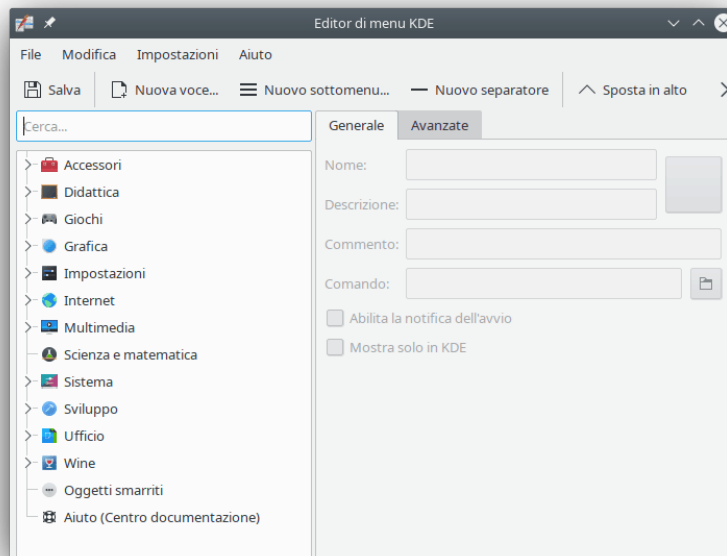 Editor di menu KDE
File Modifica Impostazioni Aiuto
Salva Nuova voce... Nuovo sottomenu... Nuovo separatore Sposta in alto
Cerca...
Generale Avanzate
Accessori
Didattica
Giochi
Grafica
Impostazioni
Internet
Multimedia
Scienza e matematica
Sistema
Sviluppo
Ufficio
Wine
Oggetti smarriti
Aiuto (Centro documentazione)
Nome:
Descrizione:
Commento:
Comando:
Abilita la notifica dell'avvio
Mostra solo in KDE